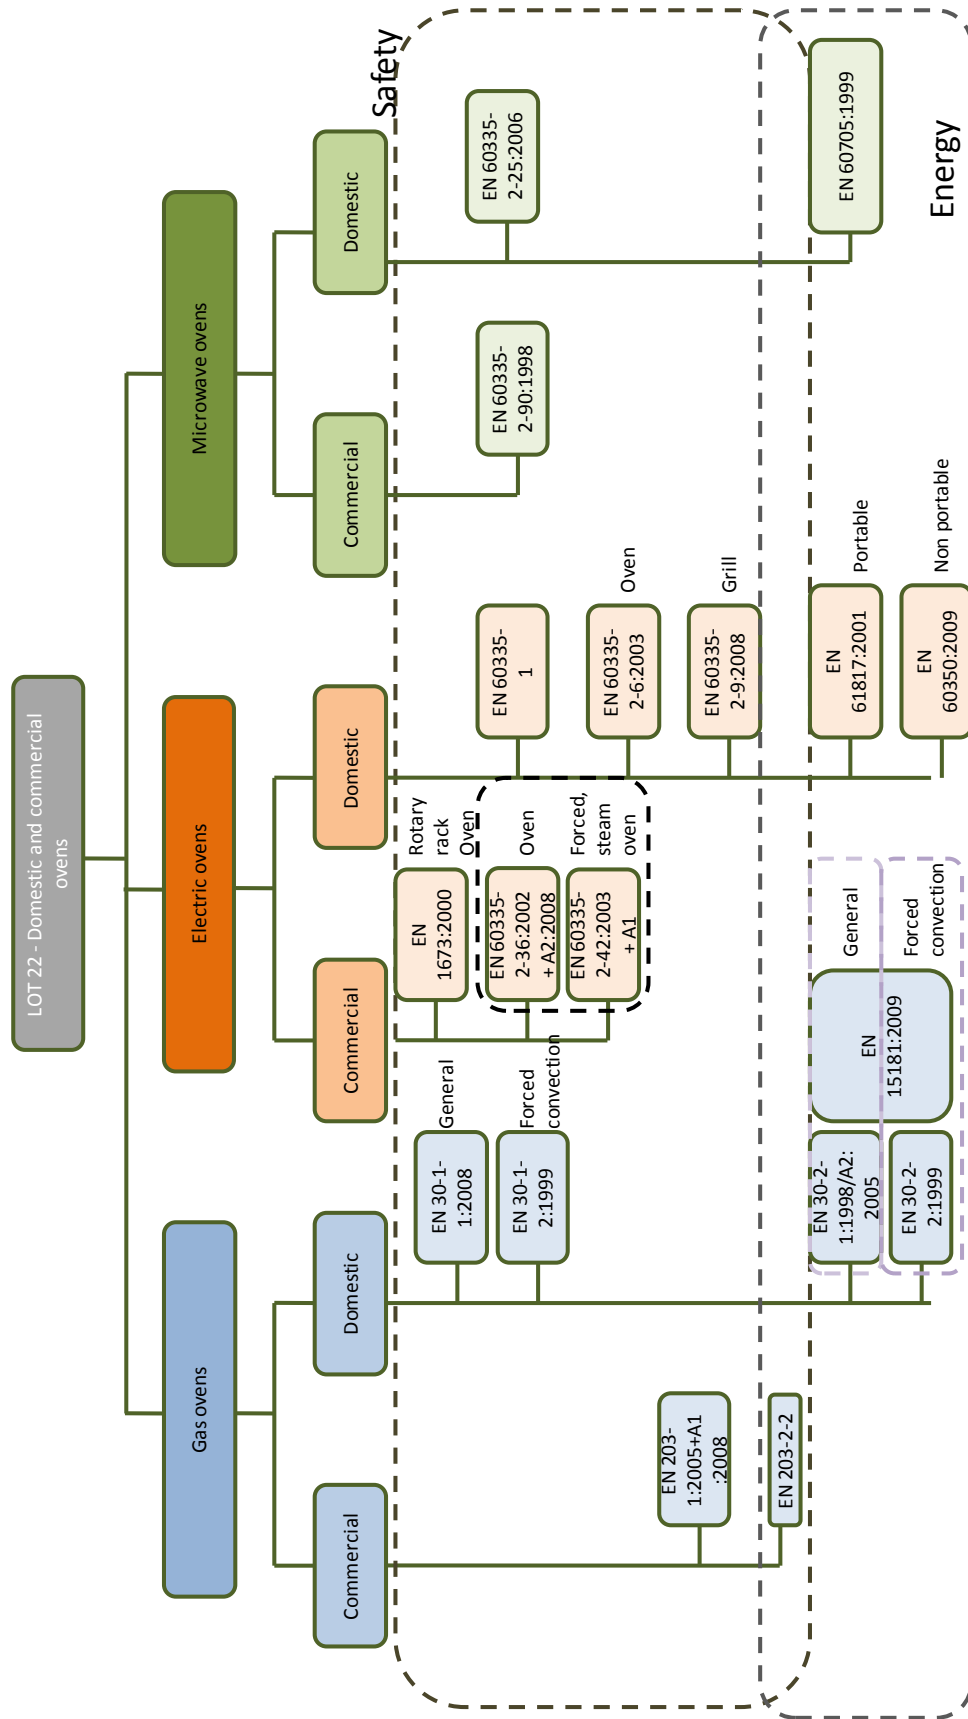 LOT 22 - Domestic and commercial
ovens
Gas ovens
Electric ovens
Microwave ovens
Commercial
Domestic
Commercial
Domestic
Commercial
Domestic
Safety
EN 203-
1:2005+A1
:2008
EN 203-2-2
EN 30-1-
1:2008
General
EN 30-1-
2:1999
Forced
convection
EN 30-2-
1:1998/A2:
2005
EN 30-2-
2:1999
EN
15181:2009
General
Forced
convection
EN
1673:2000
Rotary
rack
Oven
EN 60335-
2-36:2002
+ A2:2008
Oven
EN 60335-
2-42:2003
+ A1
Forced,
steam
oven
EN 60335-
1
EN 60335-
2-6:2003
Oven
EN 60335-
2-9:2008
Grill
EN
61817:2001
Portable
EN
60350:2009
Non portable
EN 60335-
2-90:1998
EN 60335-
2-25:2006
EN 60705:1999
Energy